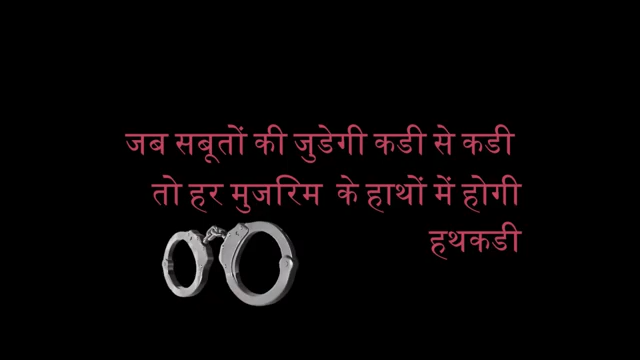 जब सबूतों की जुडेगी कडी से कडी
तो हर मुजरिम के हाथों में होगी
हथकडी